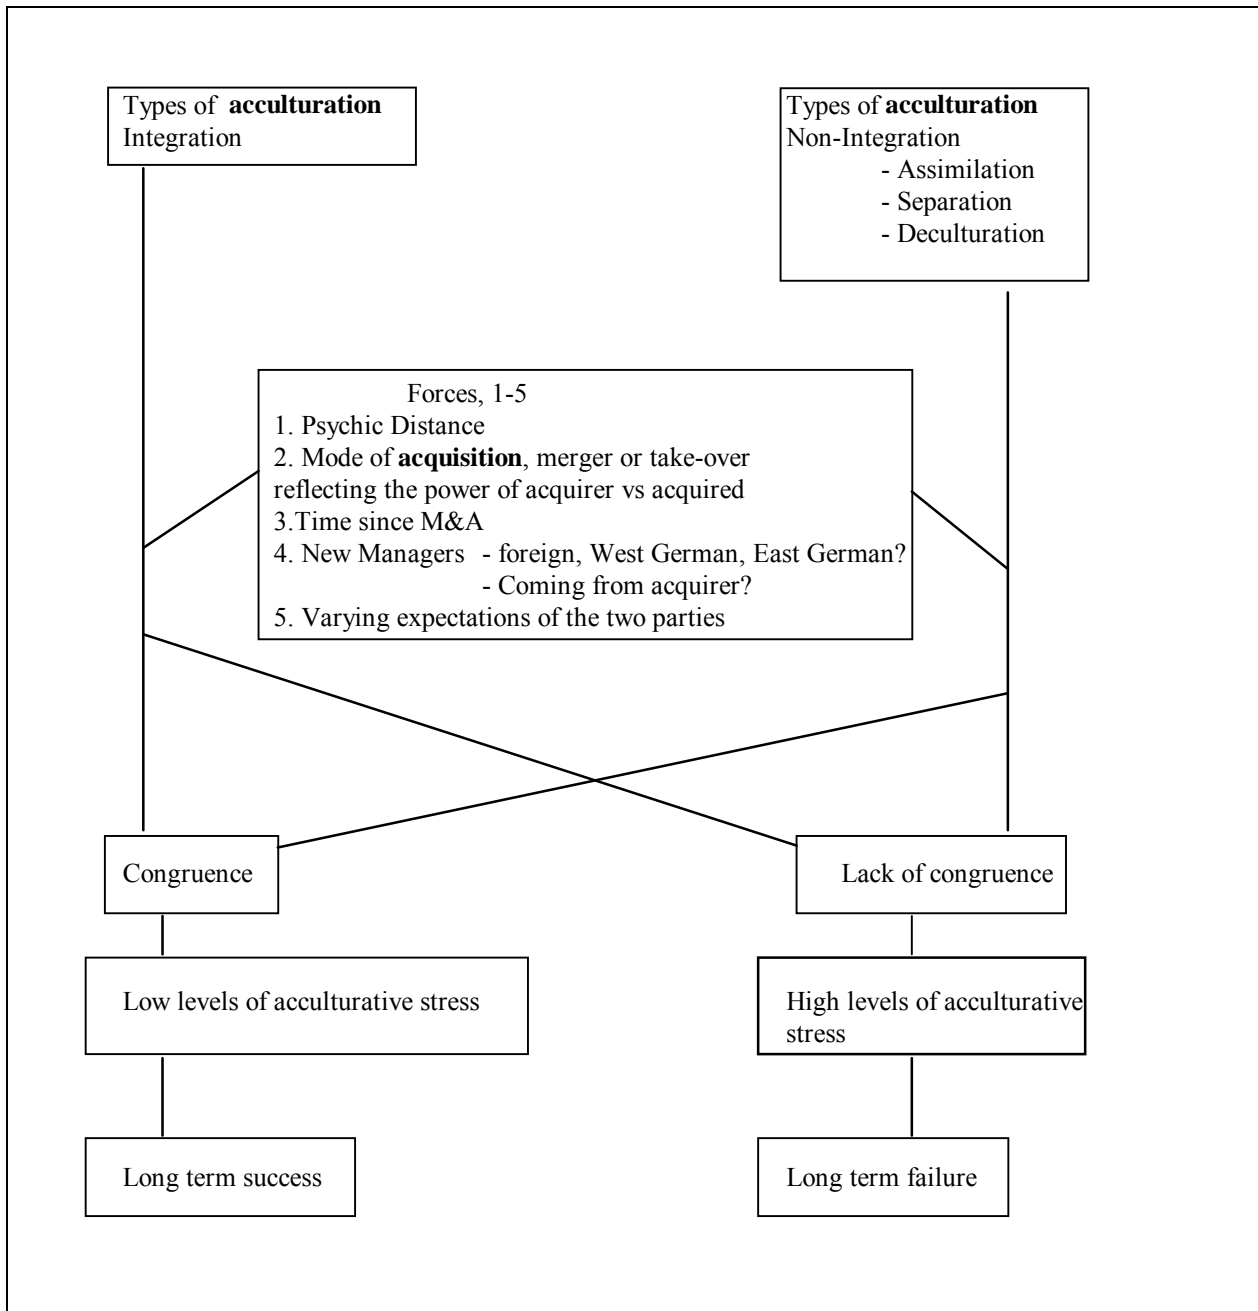 Types of acculturation
Integration
Types of acculturation
Non-Integration
- Assimilation
- Separation
- Deculturation
Forces, 1-5
1. Psychic Distance
2. Mode of acquisition, merger or take-over
reflecting the power of acquirer vs acquired
3.Time since M&A
4. New Managers - foreign, West German, East German?
- Coming from acquirer?
5. Varying expectations of the two parties
Congruence
Lack of congruence
Low levels of acculturative stress
High levels of acculturative
stress
Long term success
Long term failure